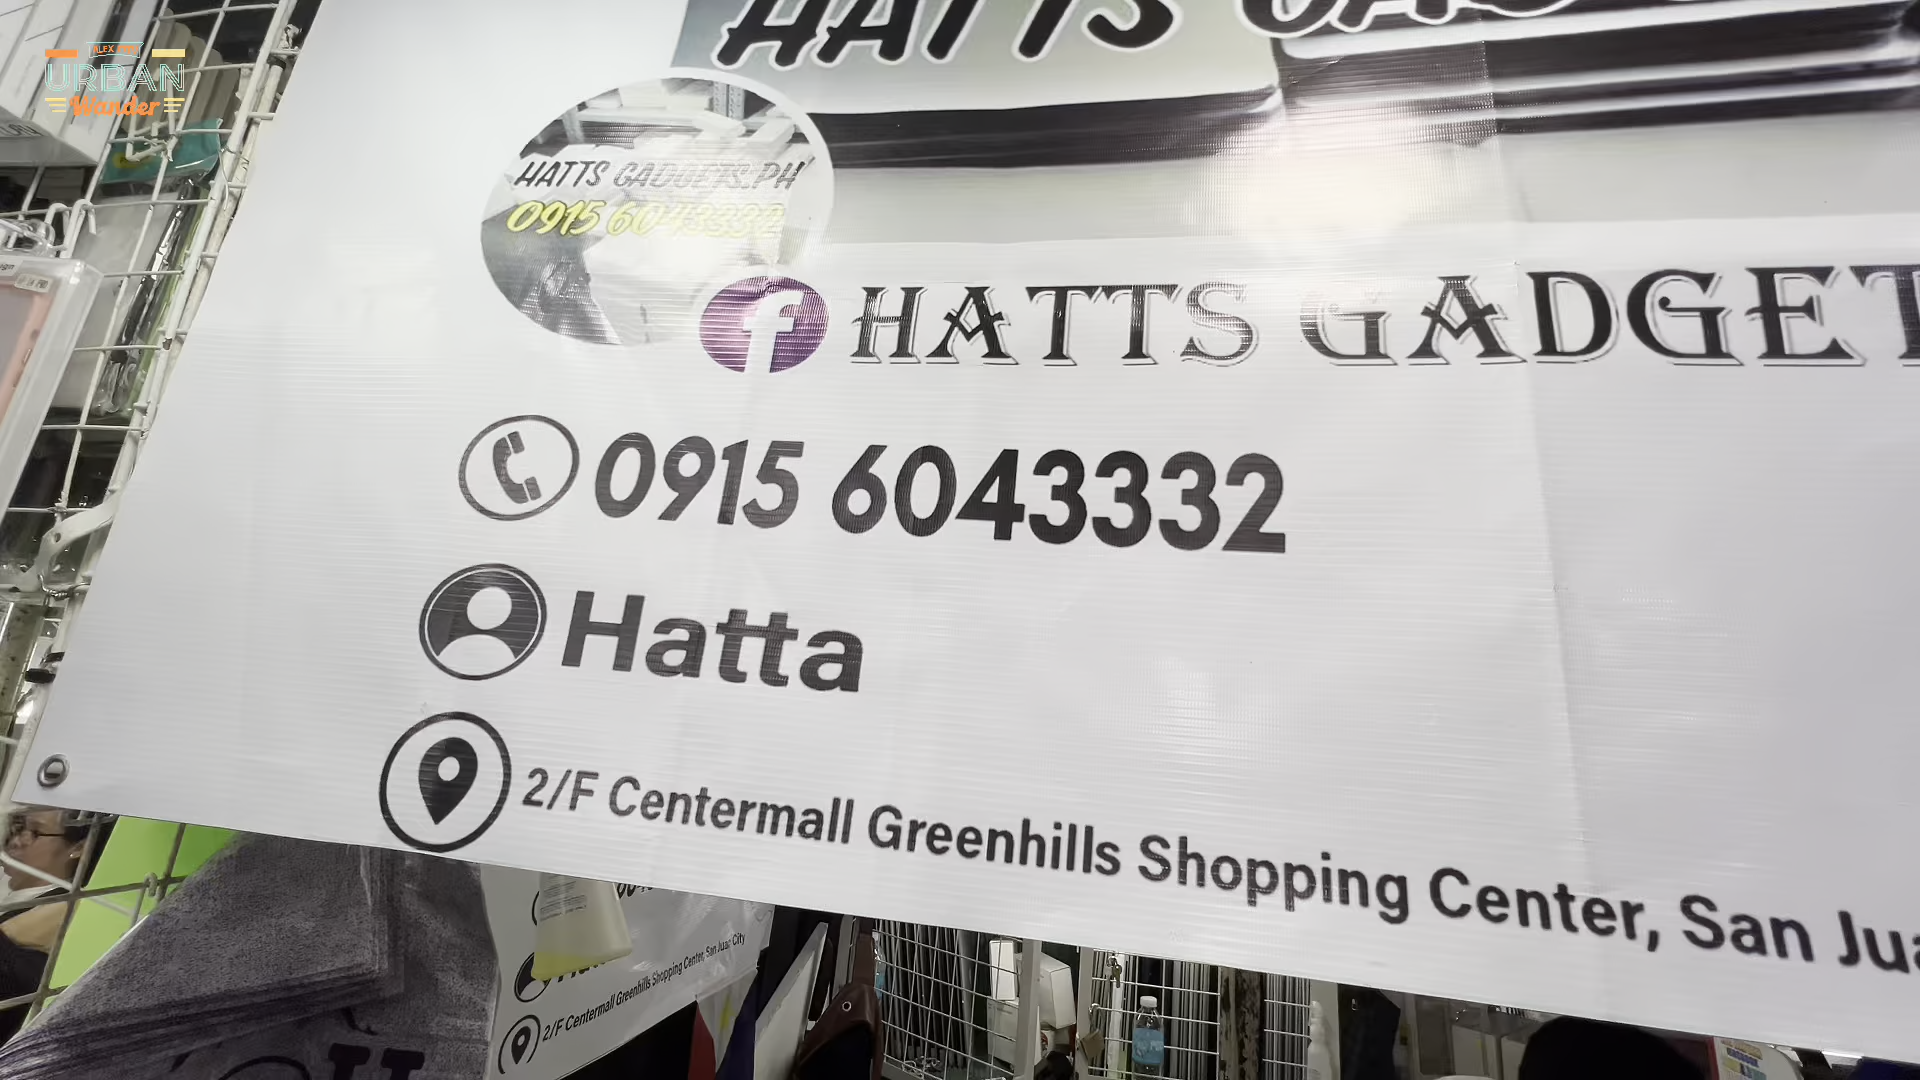 URBAN
Wander
HATTS
HATTS GADGETS.PH
0915 6043332
f HATTS GADGET
0915 6043332
Hatta
2/F Centermall Greenhills Shopping Center, San Jua
2/F Centermall Greenhills Shopping Center, San Juan City